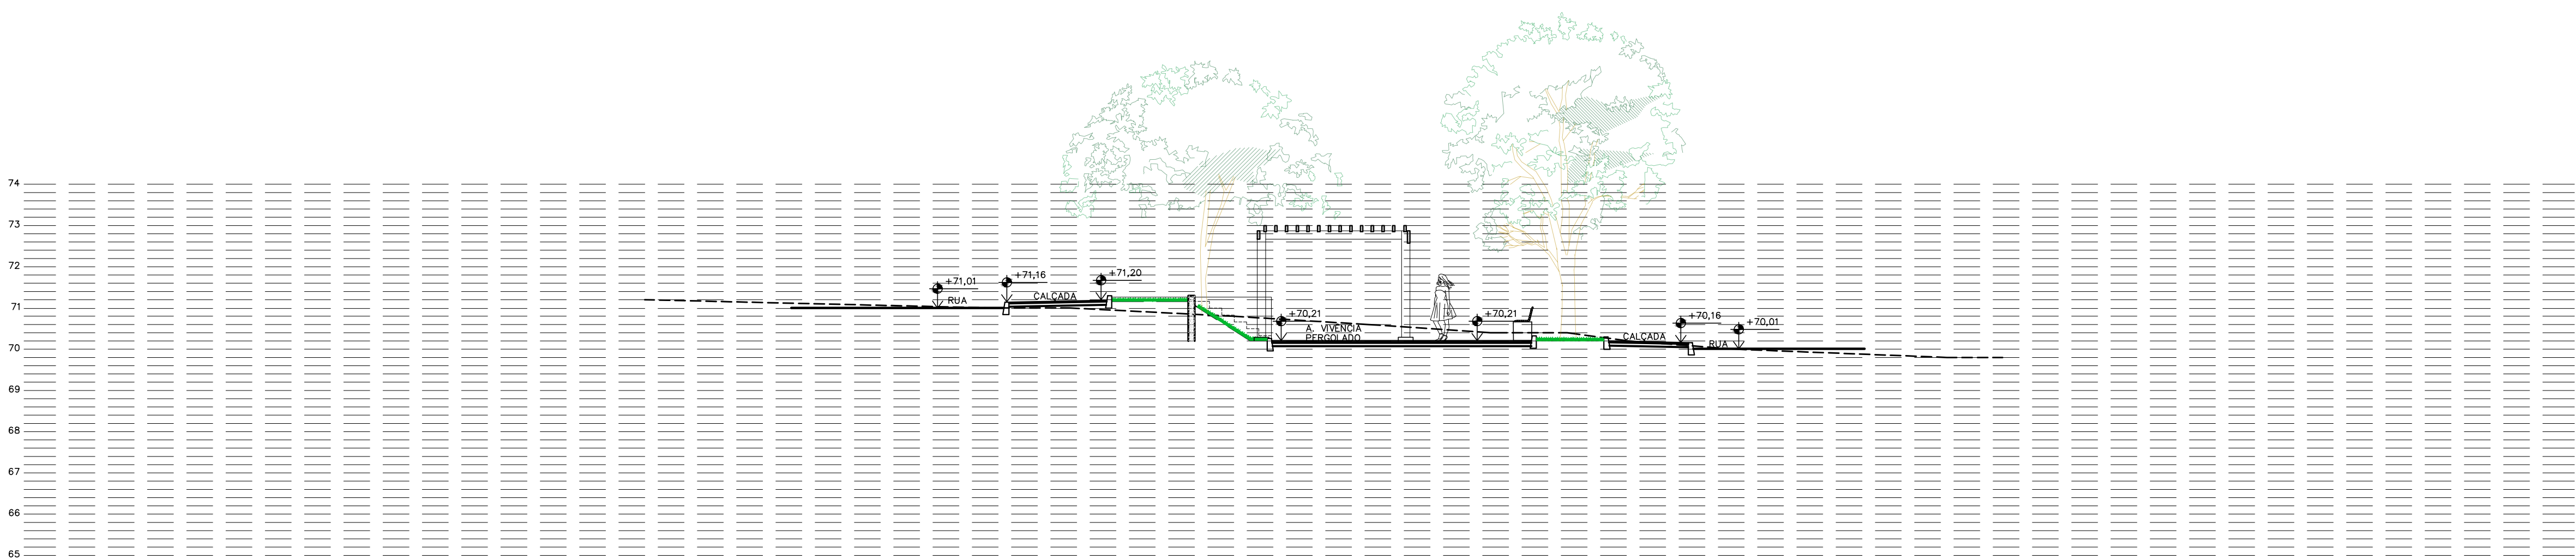 74
73
72
71
70
69
68
67
66
65
+71,01
RUA
+71,16
CALÇADA
+71,20
+70,21
A. VIVÊNCIA
PERGOLADO
+70,21
CALÇADA
+70,16
RUA
+70,01